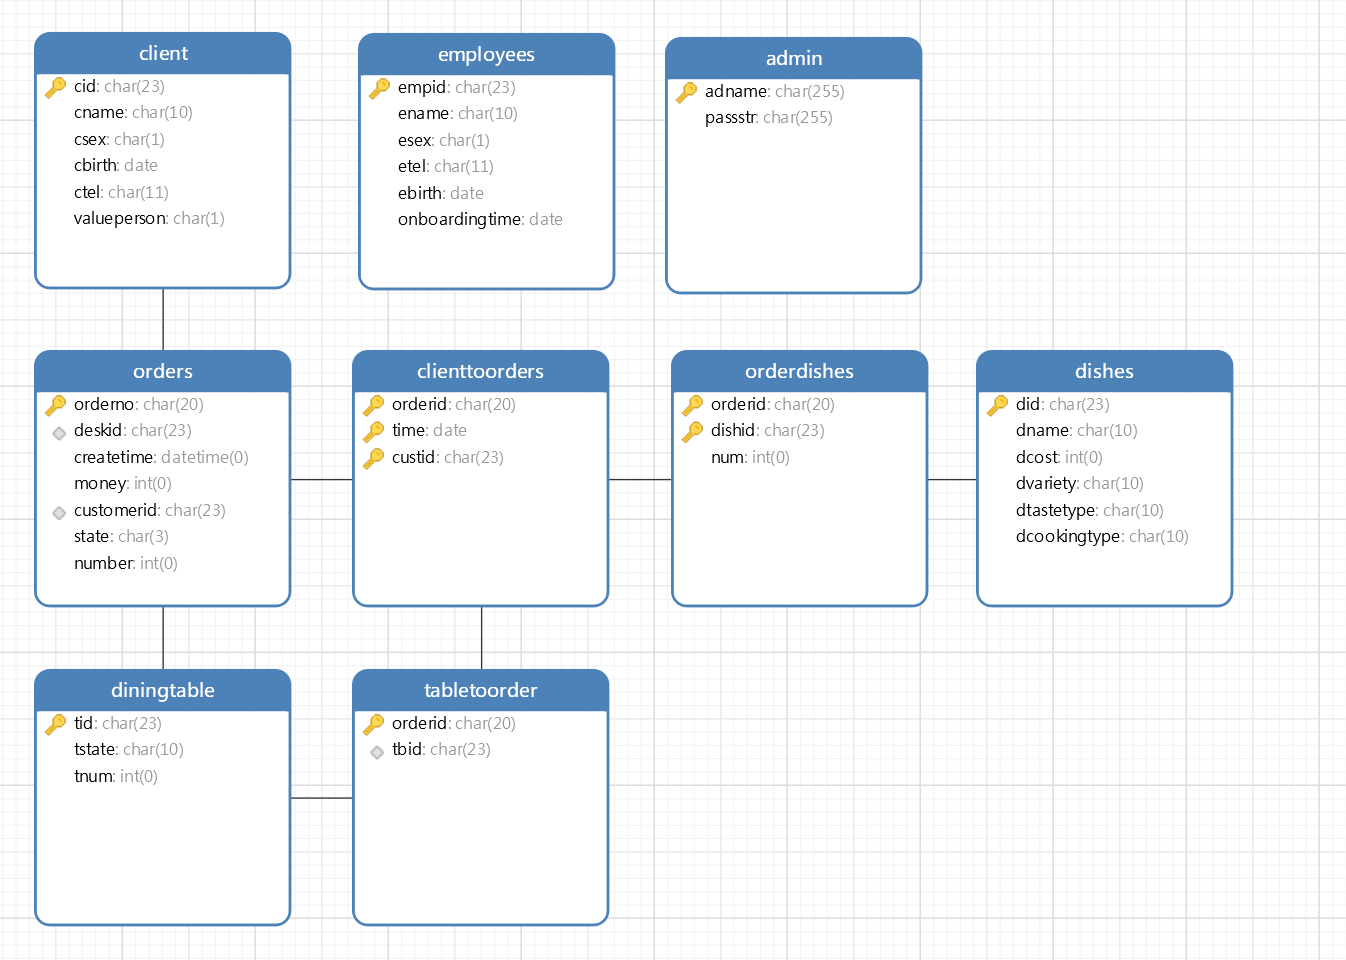 client
cid: char(23)
cname: char(10)
csex: char(1)
cbirth: date
ctel: char(11)
valueperson: char(1)
employees
empid: char(23)
ename: char(10)
esex: char(1)
etel: char(11)
ebirth: date
onboardingtime: date
admin
adname: char(255)
passstr: char(255)
orders
orderno: char(20)
deskid: char(23)
createtime: datetime(0)
money: int(0)
customerid: char(23)
state: char(3)
number: int(0)
clienttoorders
orderid: char(20)
time: date
custid: char(23)
orderdishes
orderid: char(20)
dishid: char(23)
num: int(0)
dishes
did: char(23)
dname: char(10)
dcost: int(0)
dvariety: char(10)
dtastetype: char(10)
dcookingtype: char(10)
diningtable
tid: char(23)
tstate: char(10)
tnum: int(0)
tabletoorder
orderid: char(20)
tbid: char(23)